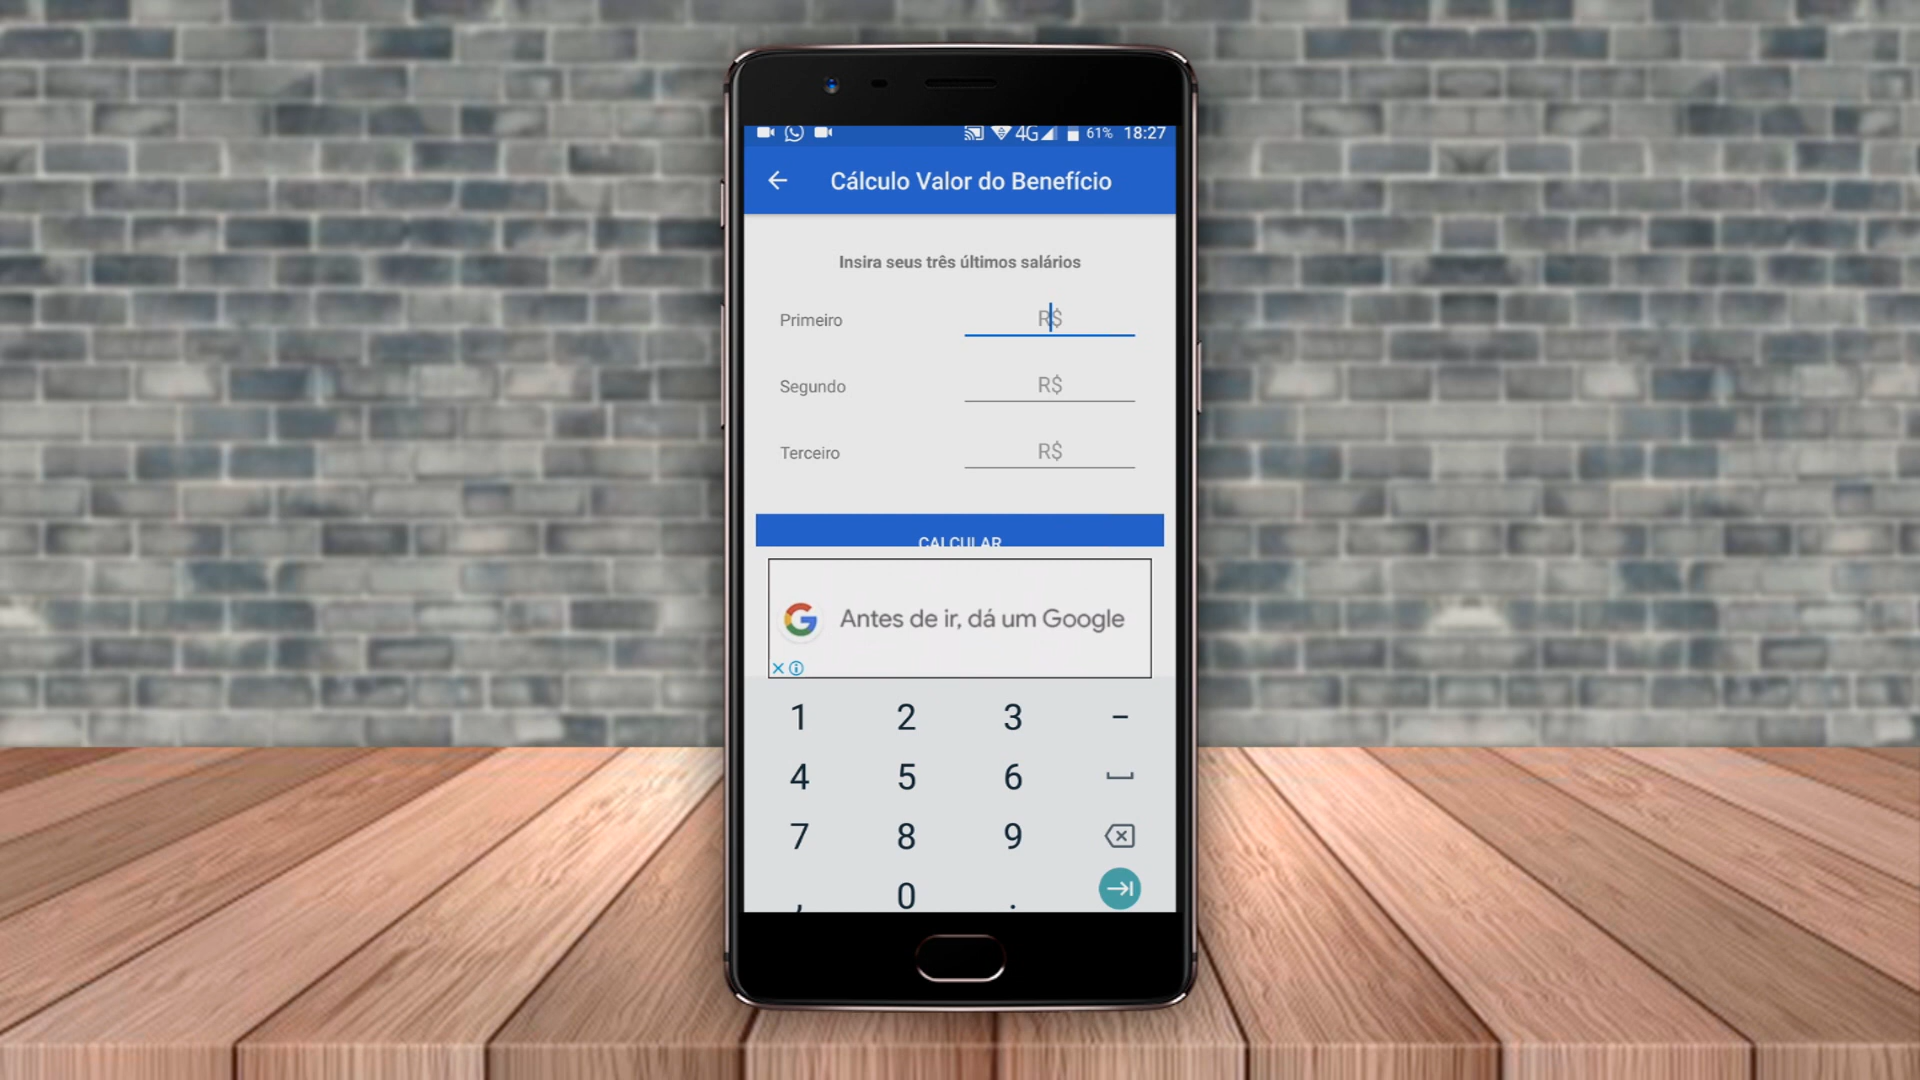 4G 61% 18:27
Cálculo Valor do Benefício
Insira seus três últimos salários
Primeiro R$
Segundo R$
Terceiro R$
CALCULAR
G Antes de ir, dá um Google
1 2 3 -
4 5 6
7 8 9
, 0 .